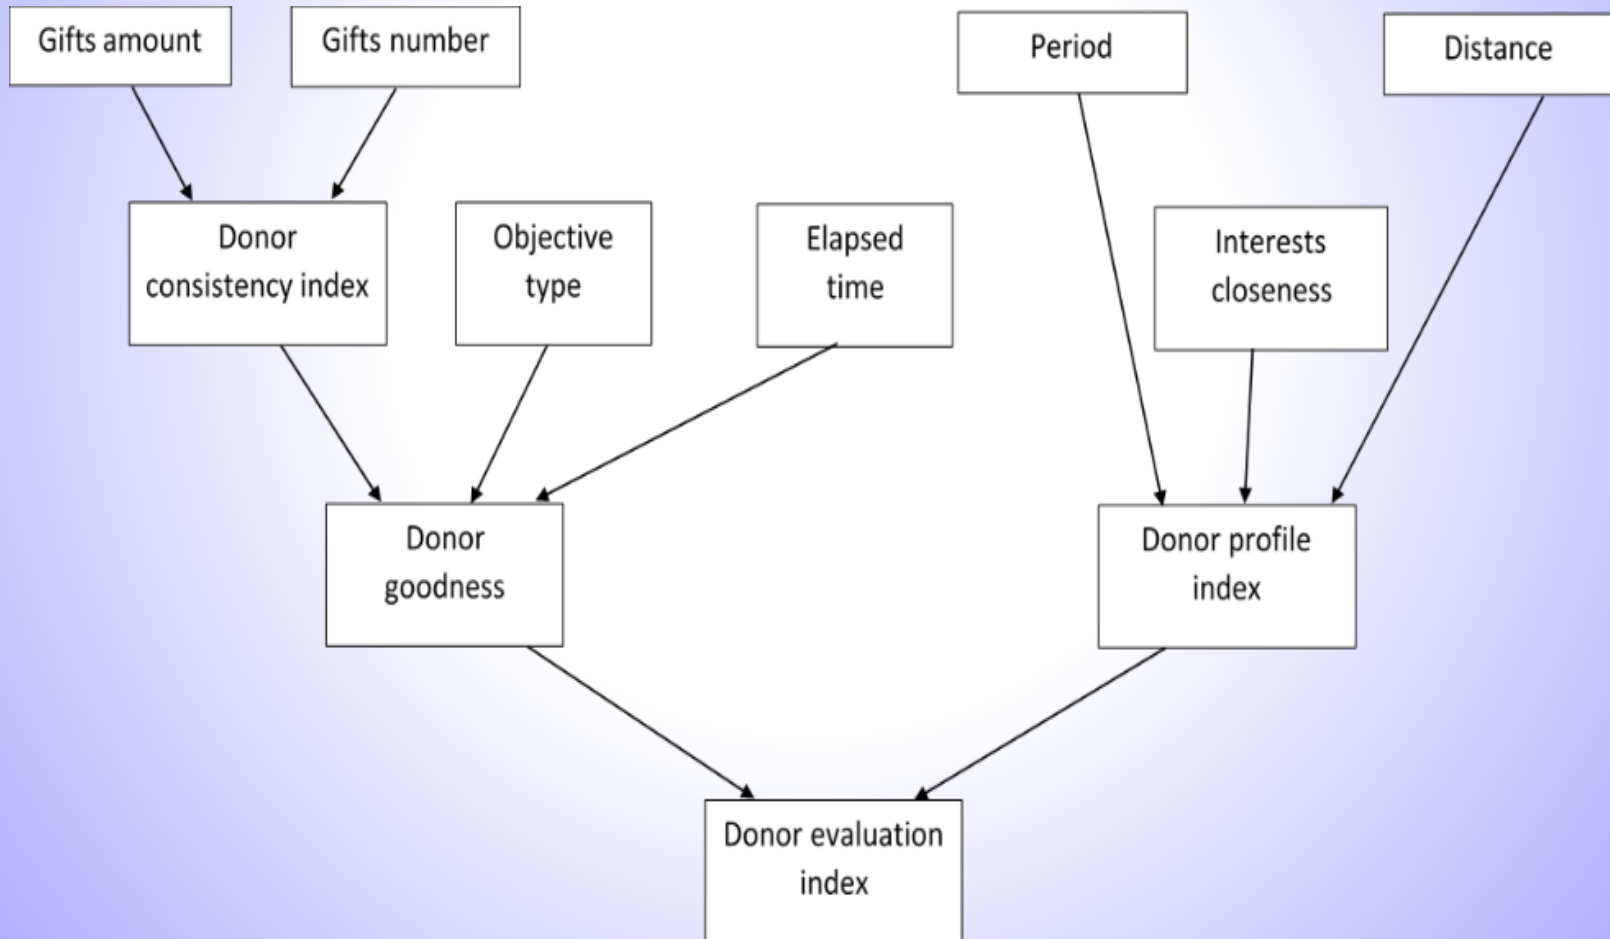 Gifts amount
Gifts number
Period
Distance
Donor
consistency index
Objective
type
Elapsed
time
Interests
closeness
Donor
goodness
Donor profile
index
Donor evaluation
index